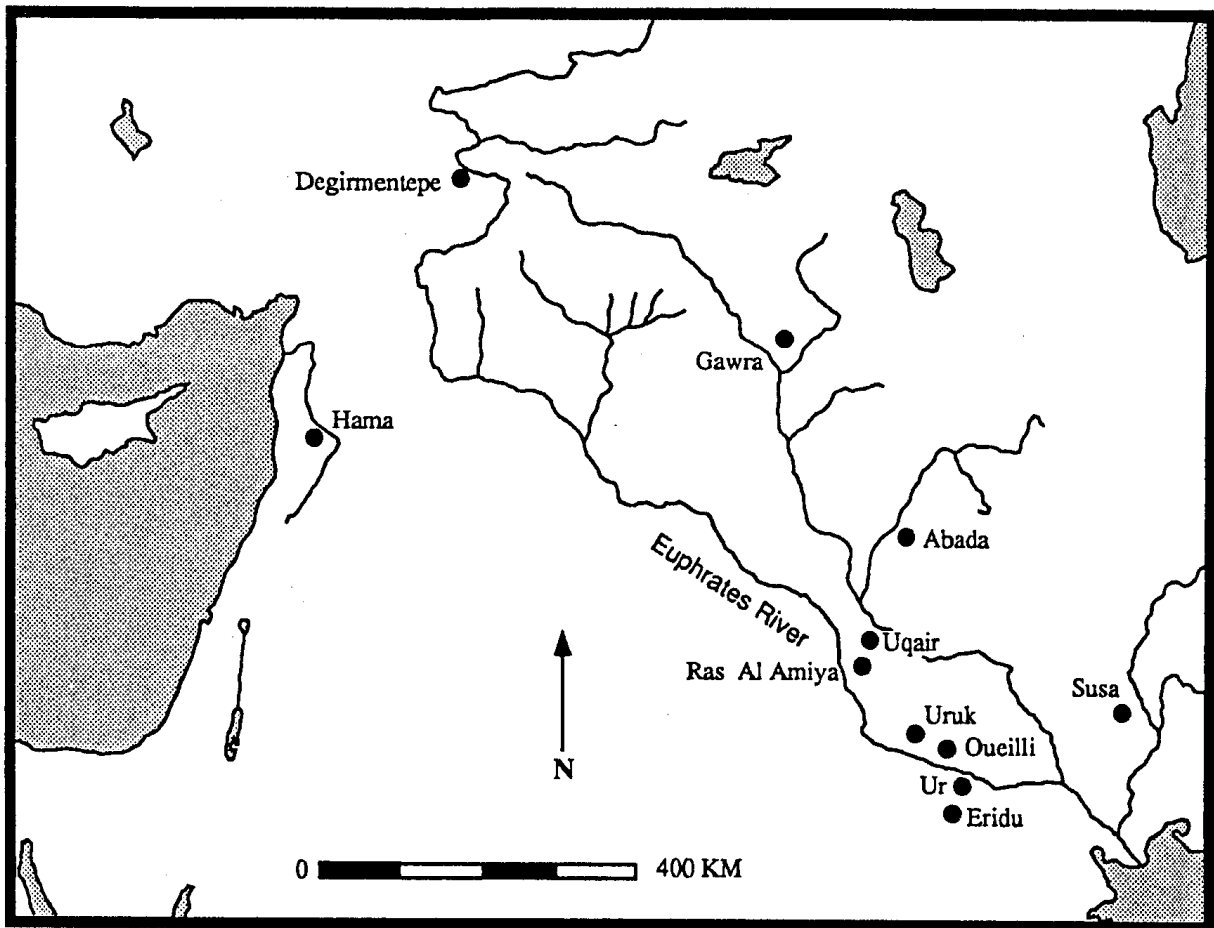 Degirmentepe
Gawra
Hama
Abada
Euphrates River
Uqair
Ras Al Amiya
Susa
Uruk
Oueilli
N
Ur
Eridu
0 400 KM